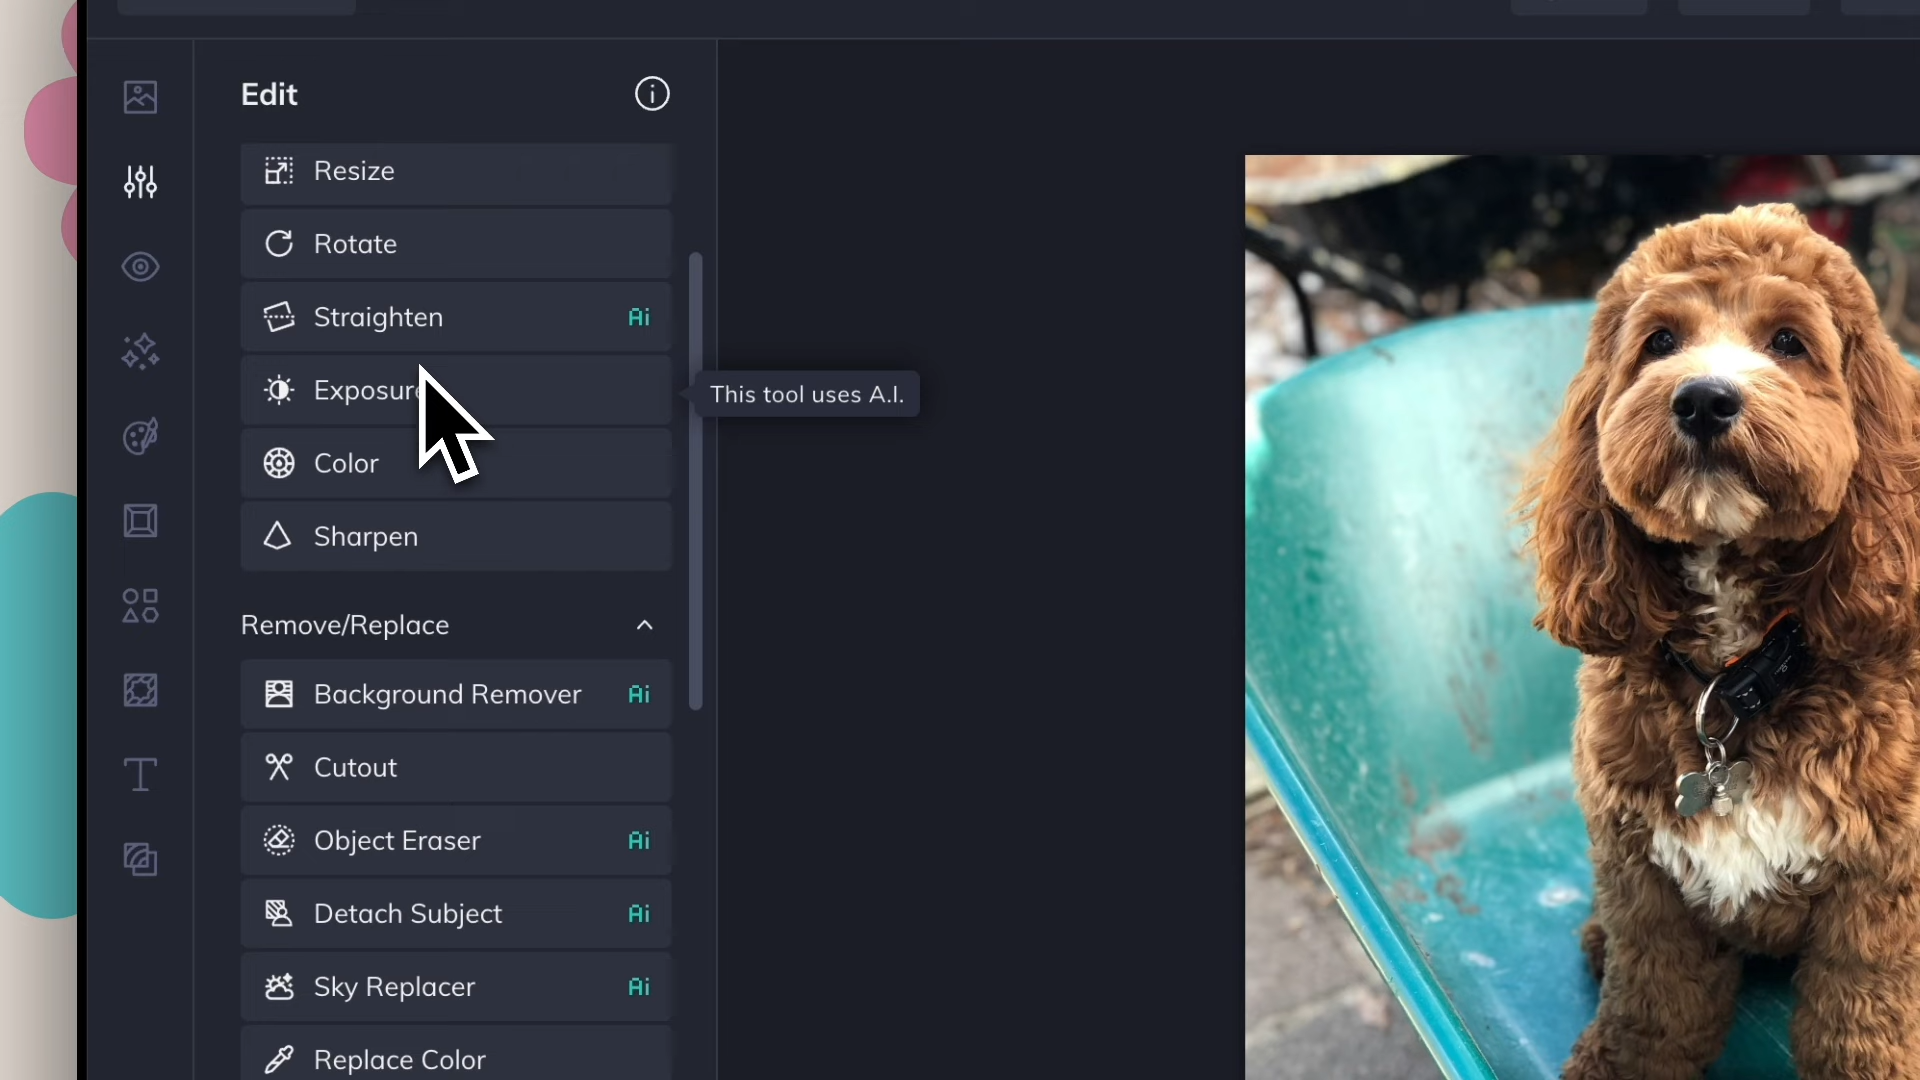 Edit
Resize
Rotate
Straighten Ai
Exposure
This tool uses A.I.
Color
Sharpen
Remove/Replace
Background Remover Ai
Cutout
Object Eraser Ai
Detach Subject Ai
Sky Replacer Ai
Replace Color